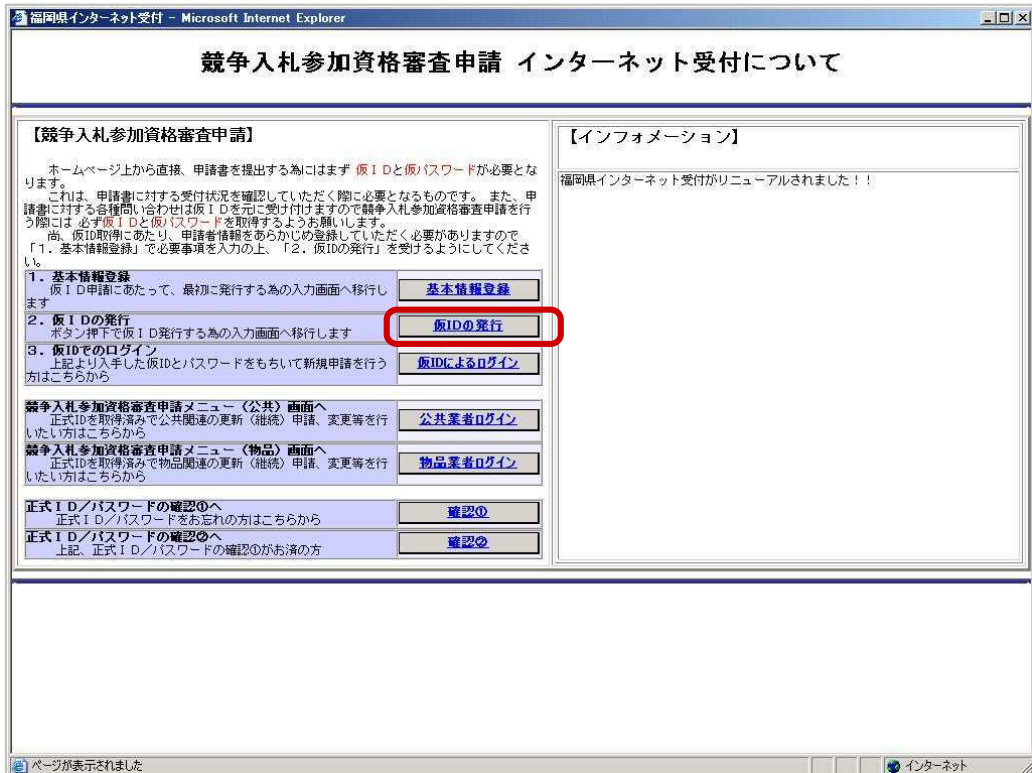 福岡県インターネット受付 - Microsoft Internet Explorer
競争入札参加資格審査申請 インターネット受付について
【競争入札参加資格審査申請】
ホームページ上から直接、申請書を提出する為にはまず 仮ＩＤと仮パスワードが必要とな
ります。
これは、申請書に対する受付状況を確認していただく際に必要となるものです。 また、申
請書に対する各種問い合わせは仮ＩＤを元に受け付けますので競争入札参加資格審査申請を行
う際には 必ず仮ＩＤと仮パスワードを取得するようお願いします。
尚、仮ID取得にあたり、申請者情報をあらかじめ登録していただく必要がありますので
「１．基本情報登録」で必要事項を入力の上、「２．仮IDの発行」を受けるようにしてくださ
い。
１．基本情報登録
仮ＩＤ申請にあたって、最初に発行する為の入力画面へ移行し
ます
基本情報登録
２．仮ＩＤの発行
ボタン押下で仮ＩＤ発行する為の入力画面へ移行します
仮IDの発行
３．仮IDでのログイン
上記より入手した仮IDとパスワードをもちいて新規申請を行う
方はこちらから
仮IDによるログイン
競争入札参加資格審査申請メニュー（公共）画面へ
正式IDを取得済みで公共関連の更新（継続）申請、変更等を行
いたい方はこちらから
公共業者ログイン
競争入札参加資格審査申請メニュー（物品）画面へ
正式IDを取得済みで物品関連の更新（継続）申請、変更等を行
いたい方はこちらから
物品業者ログイン
正式ＩＤ／パスワードの確認①へ
正式ＩＤ／パスワードをお忘れの方はこちらから
確認①
正式ＩＤ／パスワードの確認②へ
上記、正式ＩＤ／パスワードの確認①がお済の方
確認②
【インフォメーション】
福岡県インターネット受付がリニューアルされました！！
ページが表示されました
インターネット